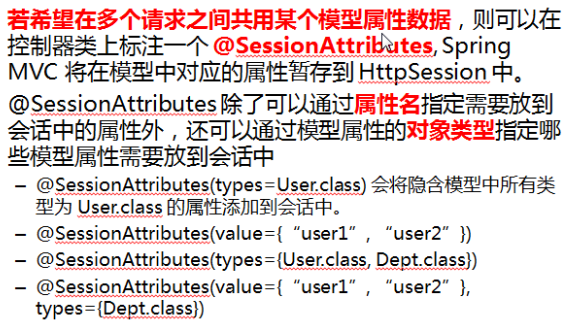 若希望在多个请求之间共用某个模型属性数据，则可以在
控制器类上标注一个 @SessionAttributes, Spring
MVC 将在模型中对应的属性暂存到 HttpSession 中。
@SessionAttributes 除了可以通过属性名指定需要放到
会话中的属性外，还可以通过模型属性的对象类型指定哪
些模型属性需要放到会话中
– @SessionAttributes(types=User.class) 会将隐含模型中所有类
型为 User.class 的属性添加到会话中。
– @SessionAttributes(value={“user1”, “user2”})
– @SessionAttributes(types={User.class, Dept.class})
– @SessionAttributes(value={“user1”, “user2”},
types={Dept.class})